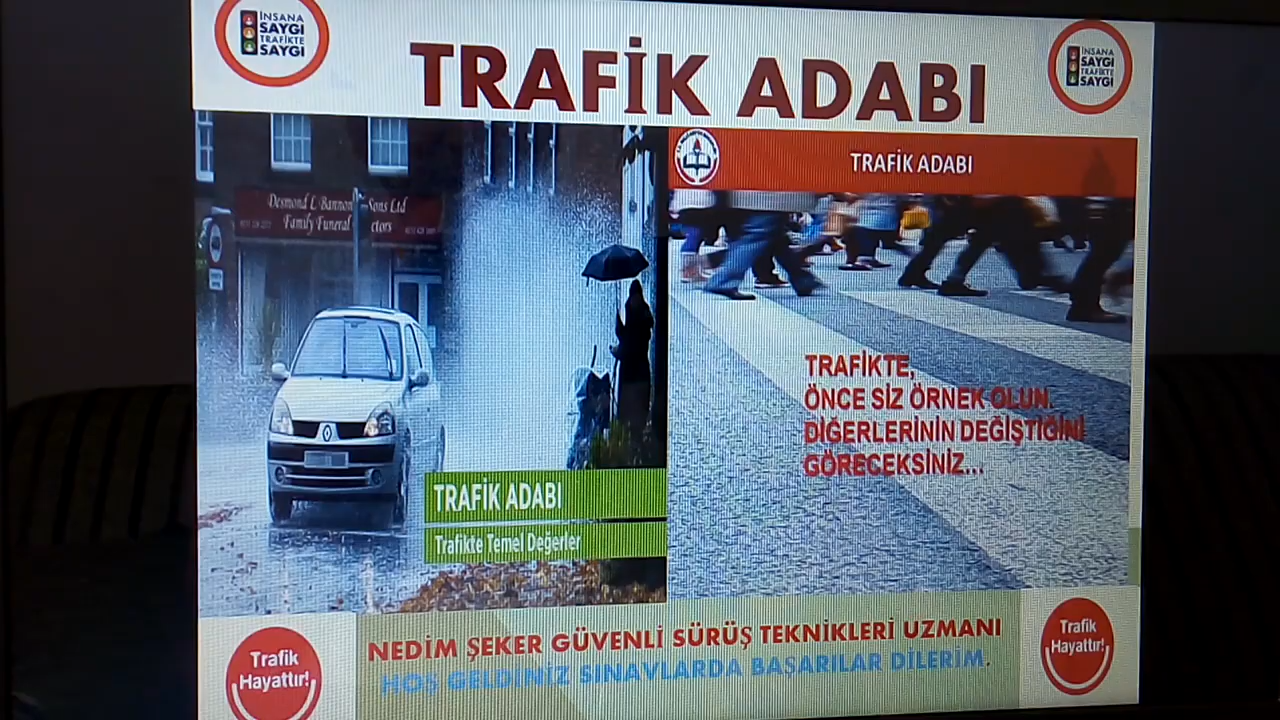 İNSANA
SAYGI
TRAFİKTE
SAYGI
TRAFİK ADABI
İNSANA
SAYGI
TRAFİKTE
SAYGI
Desmond L Bannon Sons Ltd
Family Funeral ctors
TRAFİK ADABI
Trafikte Temel Değerler
TRAFİK ADABI
TRAFİKTE,
ÖNCE SİZ ÖRNEK OLUN.
DİĞERLERİNİN DEĞİŞTİĞİNİ
GÖRECEKSİNİZ...
Trafik
Hayattır!
NEDİM ŞEKER GÜVENLİ SÜRÜŞ TEKNİKLERİ UZMANI
HOŞ GELDİNİZ SINAVLARDA BAŞARILAR DİLERİM.
Trafik
Hayattır!